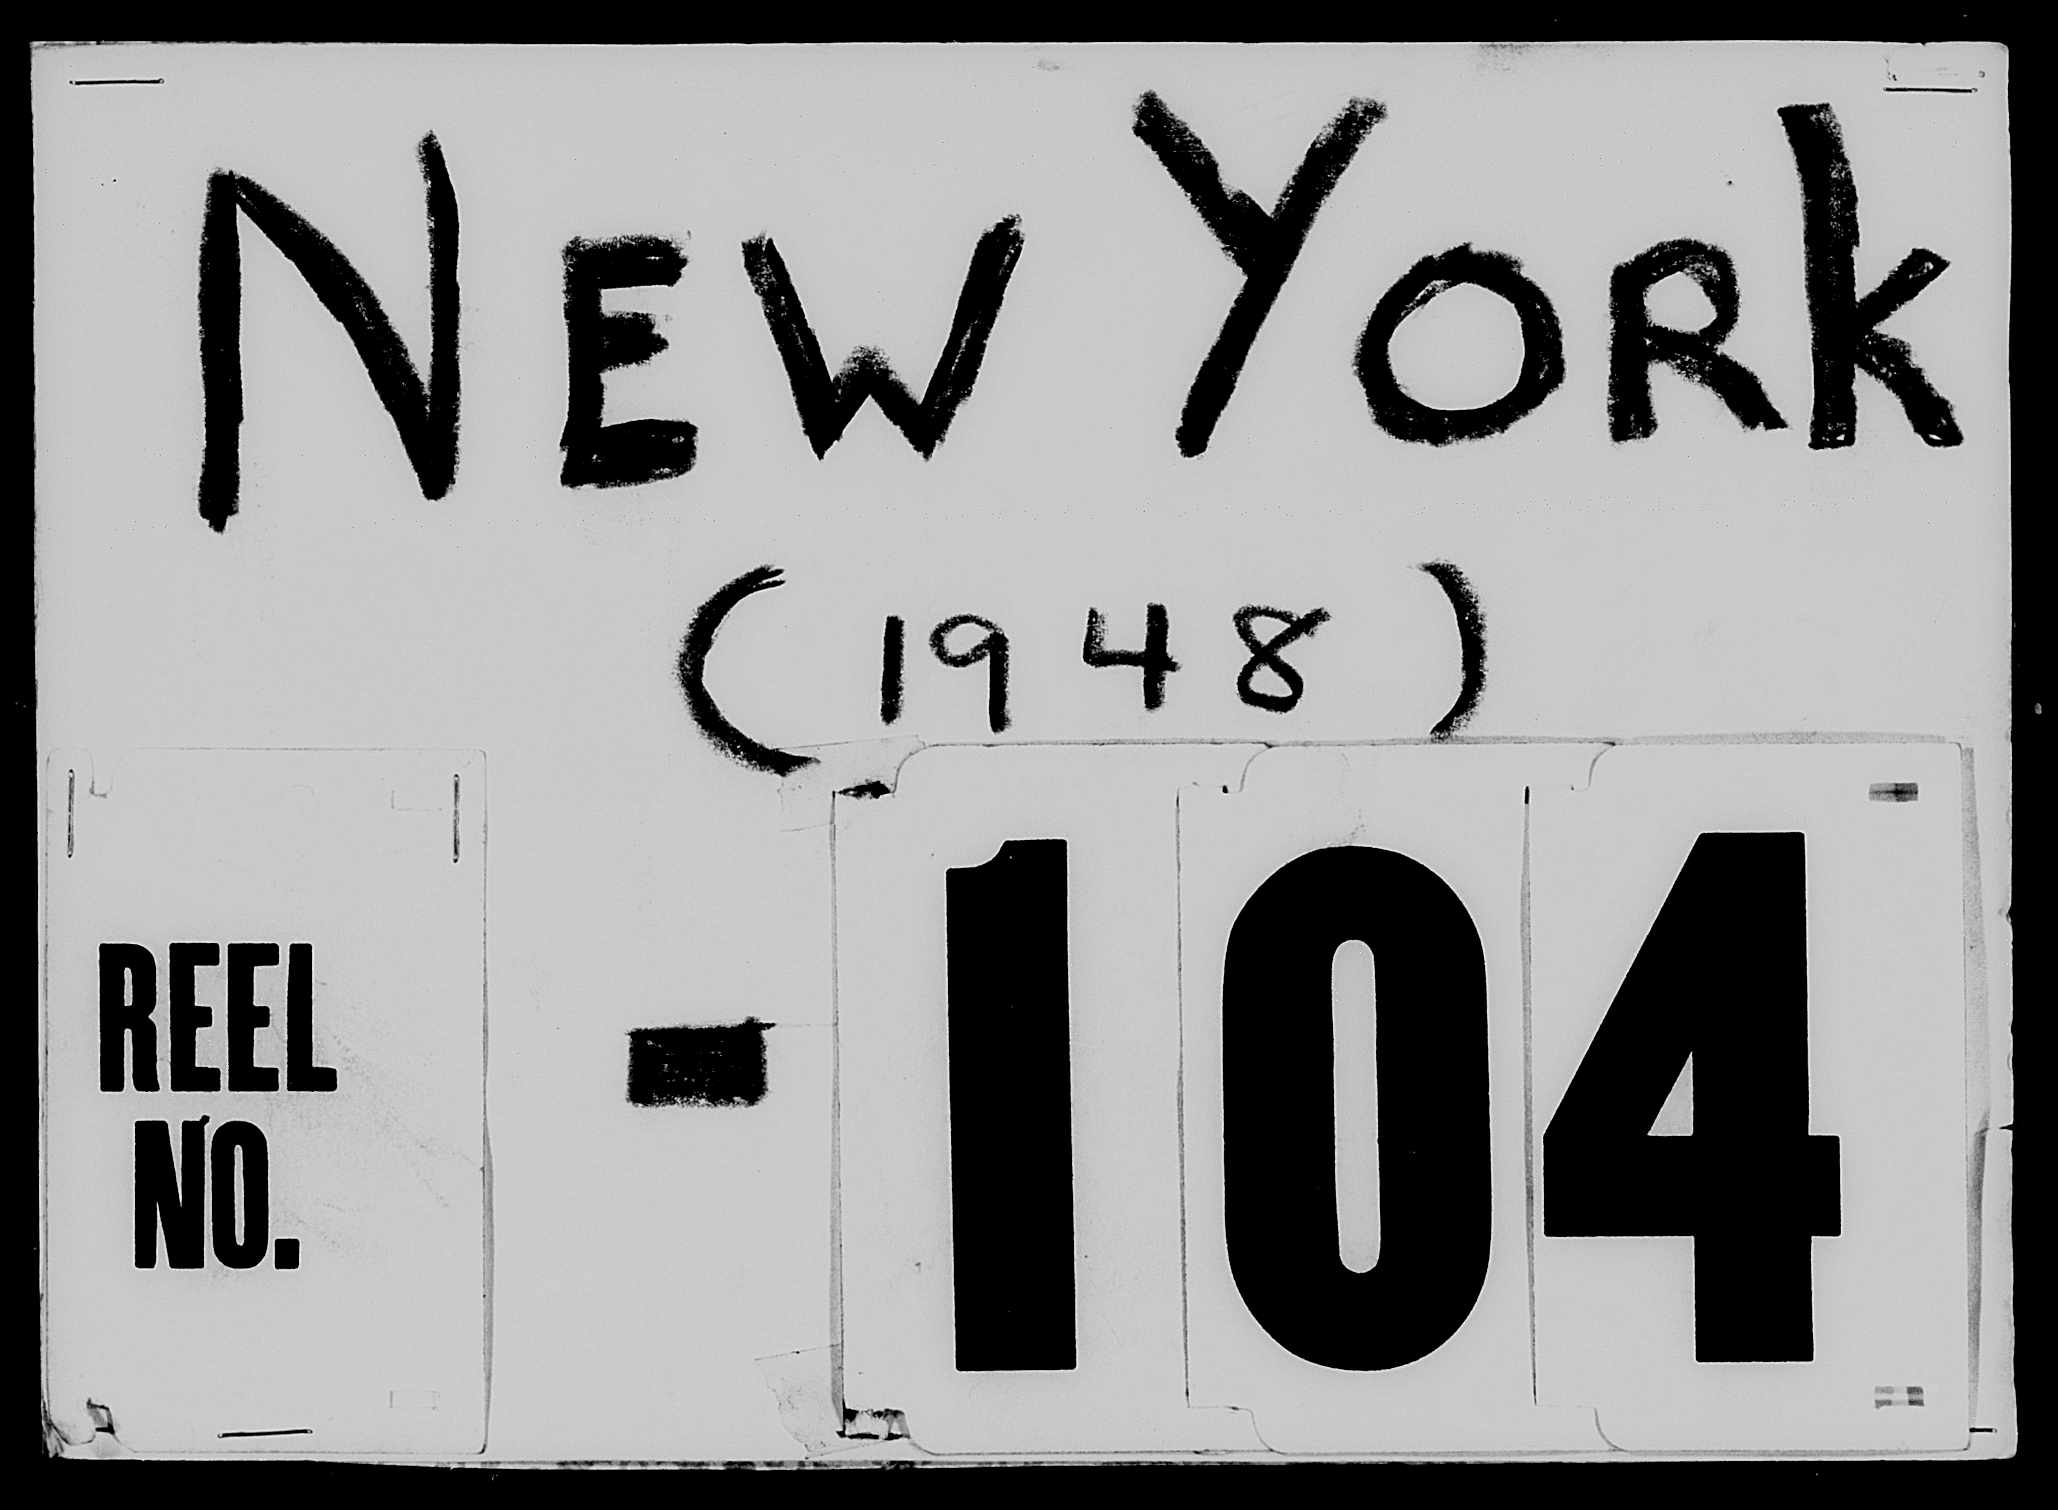 NEW YORK
(1948)
REEL
NO.
- 104